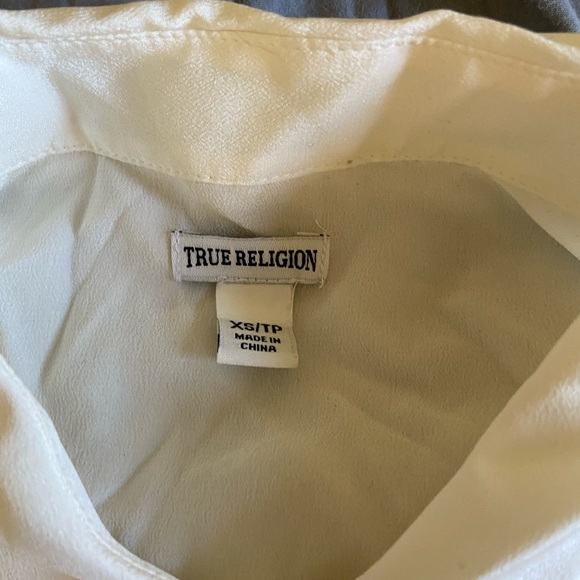 TRUE RELIGION
XS/TP
MADE IN
CHINA